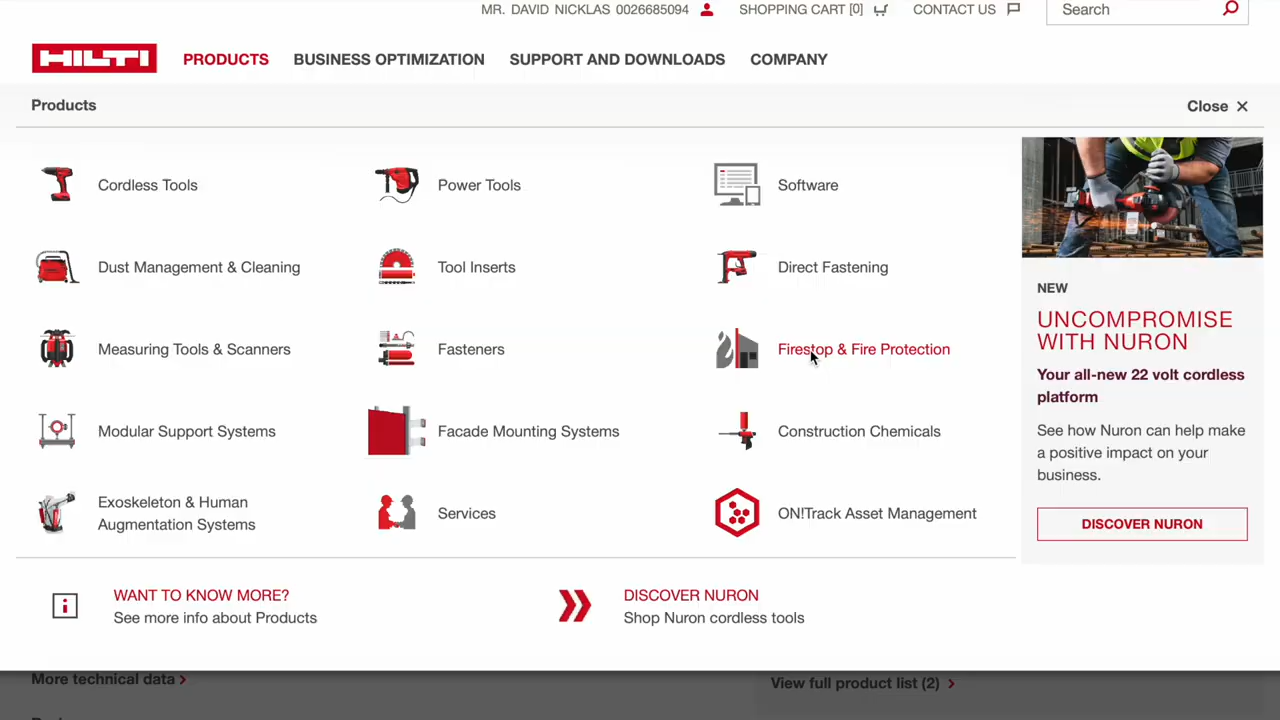 MR. DAVID NICKLAS 0026685094
SHOPPING CART [0]
CONTACT US
Search
HILTI
PRODUCTS
BUSINESS OPTIMIZATION
SUPPORT AND DOWNLOADS
COMPANY
Products
Close
Cordless Tools
Power Tools
Software
Dust Management & Cleaning
Tool Inserts
Direct Fastening
Measuring Tools & Scanners
Fasteners
Firestop & Fire Protection
Modular Support Systems
Facade Mounting Systems
Construction Chemicals
Exoskeleton & Human
Augmentation Systems
Services
ON!Track Asset Management
NEW
UNCOMPROMISE
WITH NURON
Your all-new 22 volt cordless
platform
See how Nuron can help make
a positive impact on your
business.
DISCOVER NURON
WANT TO KNOW MORE?
See more info about Products
DISCOVER NURON
Shop Nuron cordless tools
More technical data
View full product list (2)